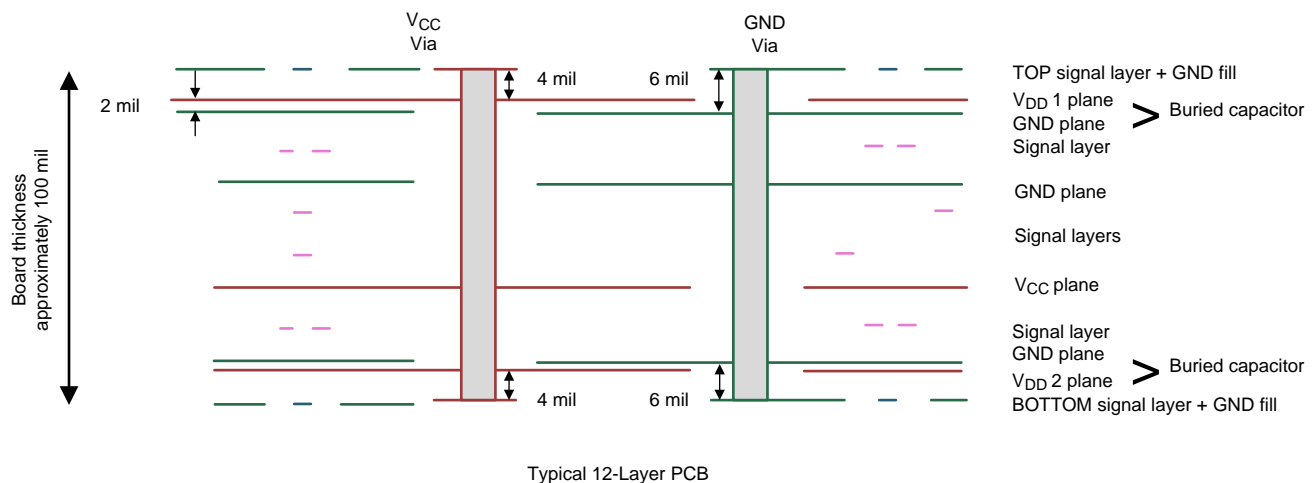 VCC
Via
GND
Via
4 mil
6 mil
2 mil
TOP signal layer + GND fill
VDD 1 plane
GND plane
> Buried capacitor
Signal layer
GND plane
Signal layers
VCC plane
Signal layer
GND plane
VDD 2 plane
> Buried capacitor
BOTTOM signal layer + GND fill
4 mil
6 mil
Board thickness
approximately 100 mil
Typical 12-Layer PCB